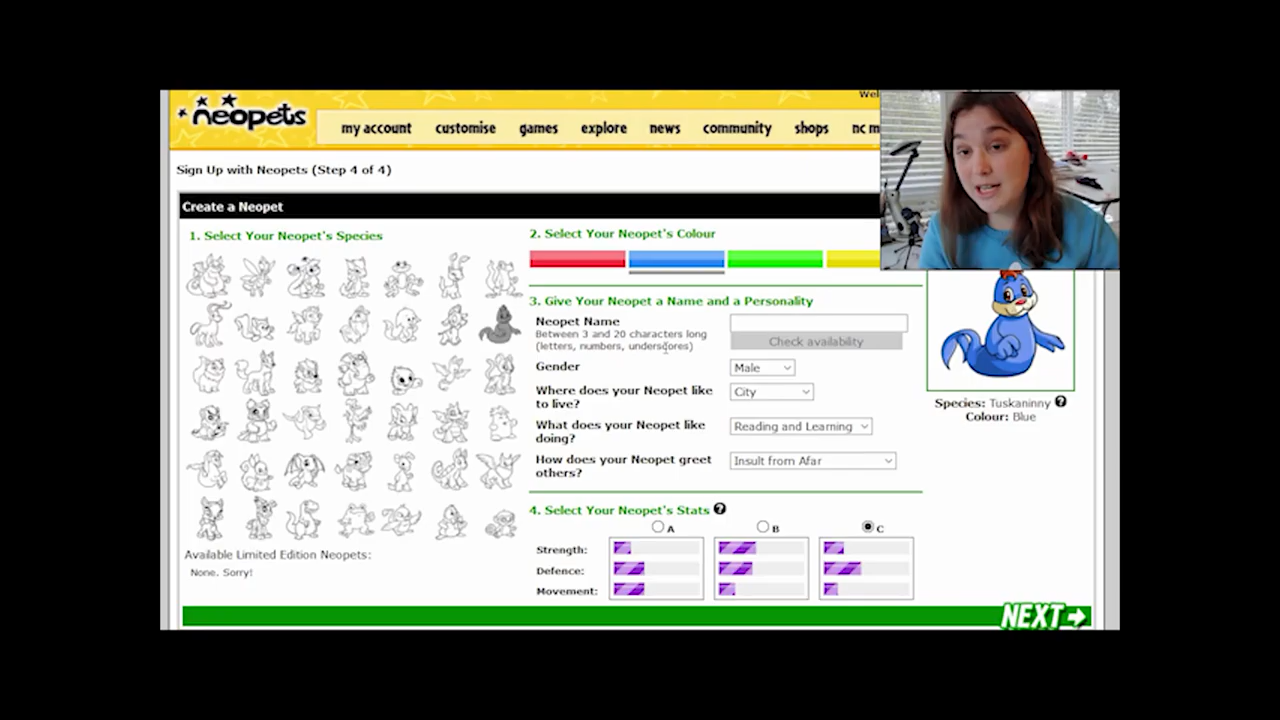 Wel
neopets
my account customise games explore news community shops nc m
Sign Up with Neopets (Step 4 of 4)
Create a Neopet
1. Select Your Neopet's Species
2. Select Your Neopet's Colour
3. Give Your Neopet a Name and a Personality
Neopet Name
Between 3 and 20 characters long
(letters, numbers, underscores)
Check availability
Gender
Male
Where does your Neopet like
to live?
City
What does your Neopet like
doing?
Reading and Learning
How does your Neopet greet
others?
Insult from Afar
Species: Tuskaninny ?
Colour: Blue
4. Select Your Neopet's Stats ?
A B C
Strength:
Defence:
Movement:
Available Limited Edition Neopets:
None. Sorry!
NEXT